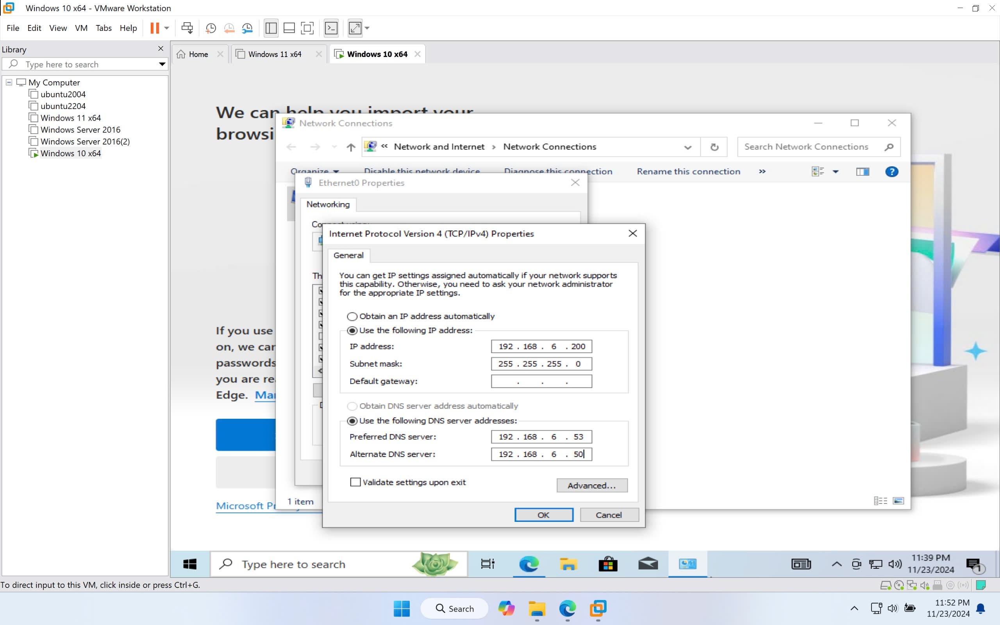 Windows 10 x64 - VMware Workstation
File Edit View VM Tabs Help
Library
Home
Windows 11 x64
Windows 10 x64
Type here to search
My Computer
ubuntu2004
ubuntu2204
Windows 11 x64
Windows Server 2016
Windows Server 2016(2)
Windows 10 x64
We can help you import your
browsi
Network Connections
« Network and Internet › Network Connections
Search Network Connections
Organize
Disable this network device
Diagnose this connection
Rename this connection
»
Ethernet0 Properties
Networking
Connect using:
Th
Internet Protocol Version 4 (TCP/IPv4) Properties
General
You can get IP settings assigned automatically if your network supports
this capability. Otherwise, you need to ask your network administrator
for the appropriate IP settings.
Obtain an IP address automatically
Use the following IP address:
IP address: 192 . 168 . 6 . 200
Subnet mask: 255 . 255 . 255 . 0
Default gateway: . . .
Obtain DNS server address automatically
Use the following DNS server addresses:
Preferred DNS server: 192 . 168 . 6 . 53
Alternate DNS server: 192 . 168 . 6 . 50
Validate settings upon exit
Advanced...
OK
Cancel
If you use
on, we car
passwords
you are re
Edge. Ma
Microsoft Pr
1 item
Type here to search
11:39 PM
11/23/2024
1
To direct input to this VM, click inside or press Ctrl+G.
Search
11:52 PM
11/23/2024